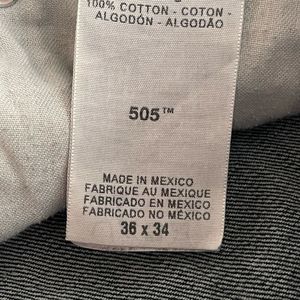 100% COTTON - COTON -
ALGODÓN - ALGODÃO
505™
MADE IN MEXICO
FABRIQUE AU MEXIQUE
FABRICADO EN MEXICO
FABRICADO NO MÉXICO
36 x 34